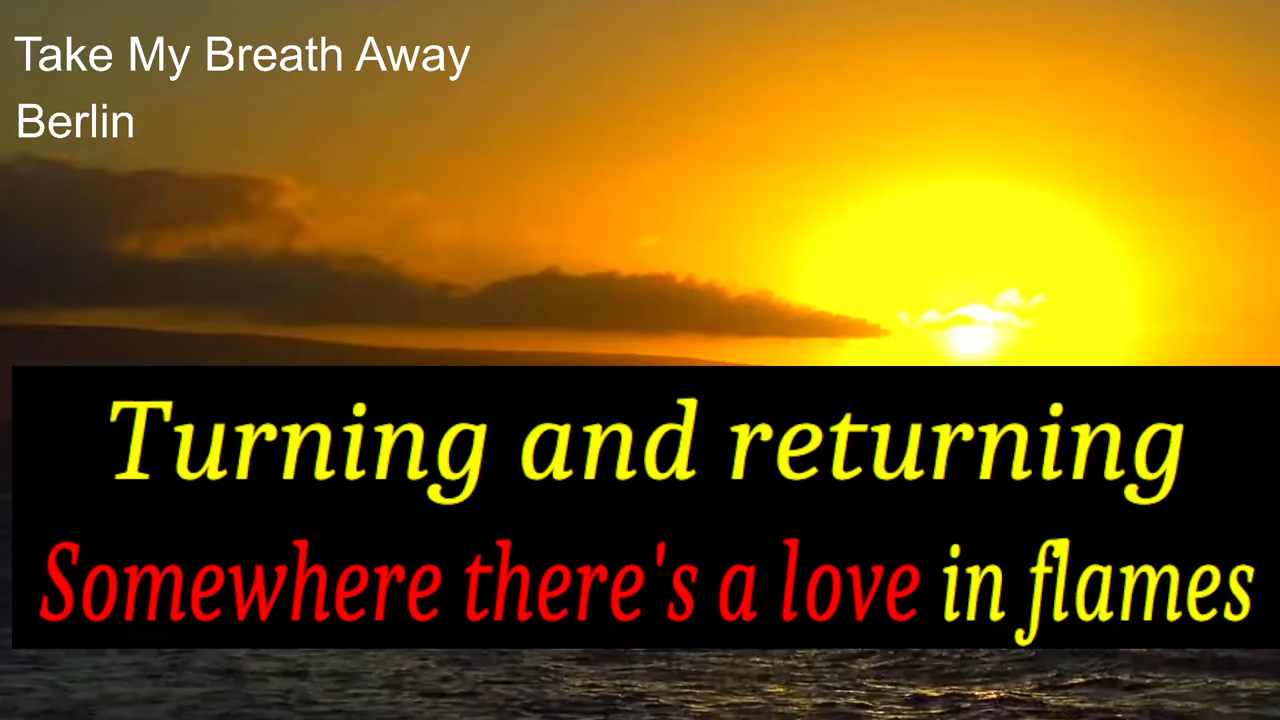 Take My Breath Away
Berlin
Turning and returning
Somewhere there's a love in flames